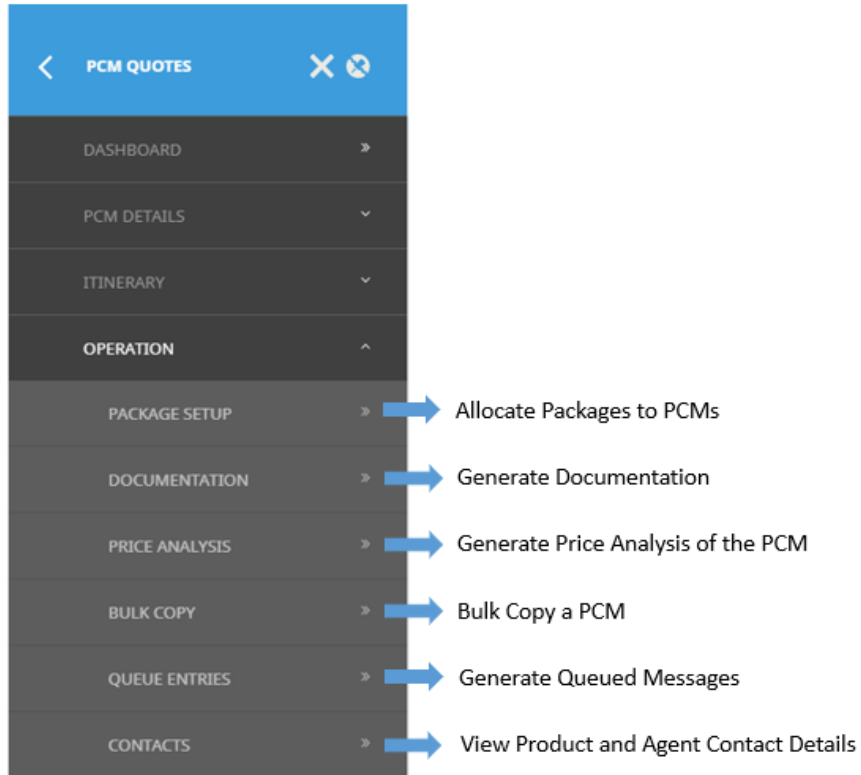 PCM QUOTES
DASHBOARD
PCM DETAILS
ITINERARY
OPERATION
PACKAGE SETUP Allocate Packages to PCMs
DOCUMENTATION Generate Documentation
PRICE ANALYSIS Generate Price Analysis of the PCM
BULK COPY Bulk Copy a PCM
QUEUE ENTRIES Generate Queued Messages
CONTACTS View Product and Agent Contact Details